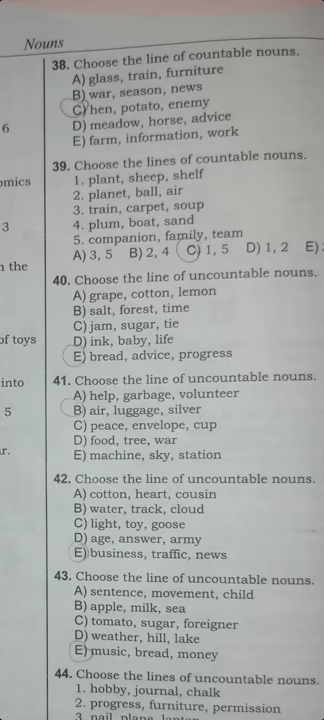 Nouns
38. Choose the line of countable nouns.
A) glass, train, furniture
B) war, season, news
C) hen, potato, enemy
D) meadow, horse, advice
E) farm, information, work
6
39. Choose the lines of countable nouns.
1. plant, sheep, shelf
omics
2. planet, ball, air
3. train, carpet, soup
3
4. plum, boat, sand
5. companion, family, team
A) 3, 5 B) 2, 4 C) 1, 5 D) 1, 2 E)
n the
40. Choose the line of uncountable nouns.
A) grape, cotton, lemon
B) salt, forest, time
C) jam, sugar, tie
of toys
D) ink, baby, life
E) bread, advice, progress
into
41. Choose the line of uncountable nouns.
A) help, garbage, volunteer
5
B) air, luggage, silver
C) peace, envelope, cup
D) food, tree, war
r.
E) machine, sky, station
42. Choose the line of uncountable nouns.
A) cotton, heart, cousin
B) water, track, cloud
C) light, toy, goose
D) age, answer, army
E) business, traffic, news
43. Choose the line of uncountable nouns.
A) sentence, movement, child
B) apple, milk, sea
C) tomato, sugar, foreigner
D) weather, hill, lake
E) music, bread, money
44. Choose the lines of uncountable nouns.
1. hobby, journal, chalk
2. progress, furniture, permission
3. nail, plane,